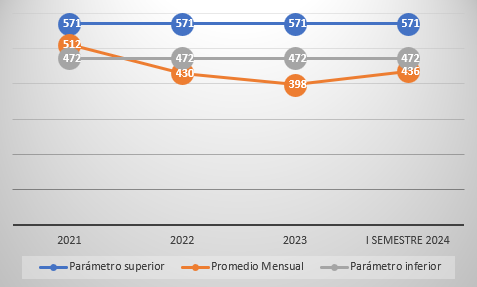 571 571 571 571
512
472 472 472 472
430 398 436
2021 2022 2023 I SEMESTRE 2024
Parámetro superior Promedio Mensual Parámetro inferior